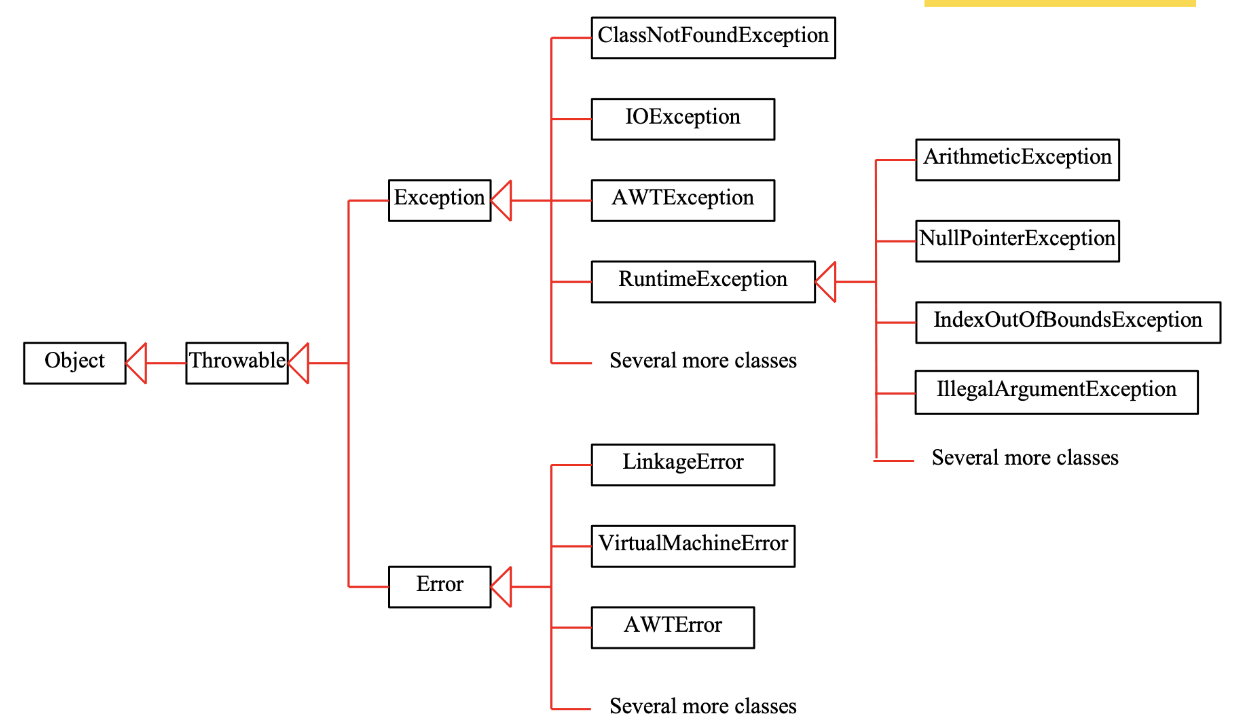 ClassNotFoundException
IOException
ArithmeticException
Exception
AWTException
NullPointerException
RuntimeException
IndexOutOfBoundsException
Object
Throwable
Several more classes
IllegalArgumentException
Several more classes
LinkageError
VirtualMachineError
Error
AWTError
Several more classes